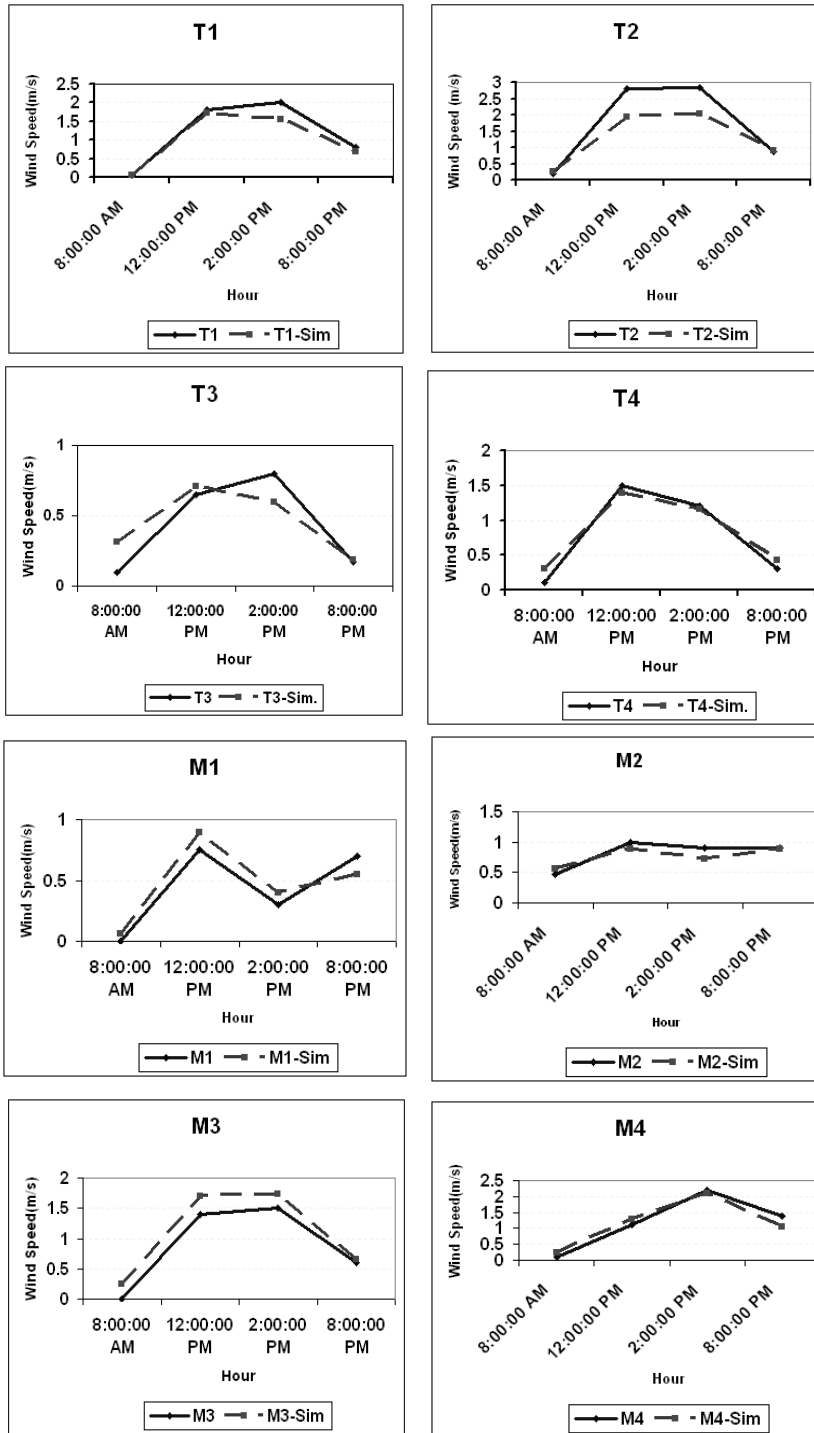 T1
Wind Speed(m/s)
2.5
2
1.5
1
0.5
0
8:00:00 AM
12:00:00 PM
2:00:00 PM
8:00:00 PM
Hour
T1
T1-Sim
T2
Wind Speed (m/s)
3
2.5
2
1.5
1
0.5
0
8:00:00 AM
12:00:00 PM
2:00:00 PM
8:00:00 PM
Hour
T2
T2-Sim
T3
Wind Speed(m/s)
1
0.5
0
8:00:00 12:00:00 2:00:00 8:00:00
AM PM PM PM
Hour
T3
T3-Sim.
T4
Wind Speed(m/s)
2
1.5
1
0.5
0
8:00:00 12:00:00 2:00:00 8:00:00
AM PM PM PM
Hour
T4
T4-Sim.
M1
Wind Speed(m/s)
1
0.5
0
8:00:00 12:00:00 2:00:00 8:00:00
AM PM PM PM
Hour
M1
M1-Sim
M2
Wind Speed(m/s)
1.5
1
0.5
0
8:00:00 AM
12:00:00 PM
2:00:00 PM
8:00:00 PM
Hour
M2
M2-Sim
M3
Wind Speed(m/s)
2
1.5
1
0.5
0
8:00:00 12:00:00 2:00:00 8:00:00
AM PM PM PM
Hour
M3
M3-Sim
M4
Wind Speed(m/s)
2.5
2
1.5
1
0.5
0
8:00:00 AM
12:00:00 PM
2:00:00 PM
8:00:00 PM
Hour
M4
M4-Sim